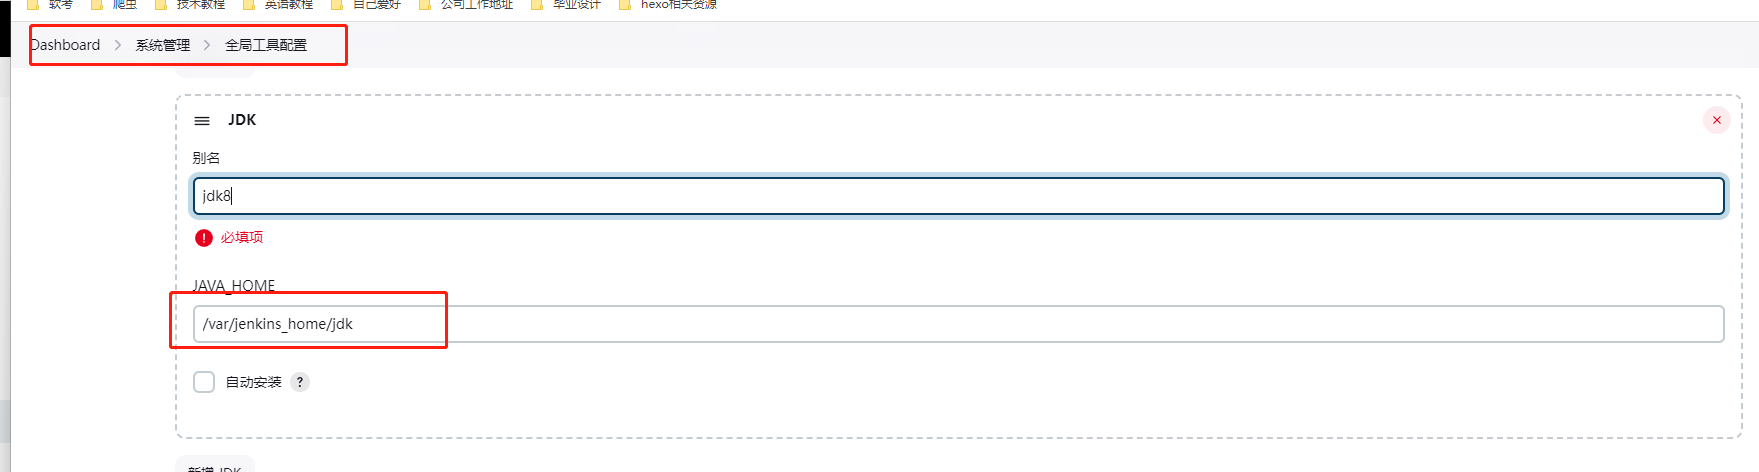 软考 爬虫 技术教程 英语教程 自己爱好 公司工作地址 毕业设计 hexo相关资源
Dashboard > 系统管理 > 全局工具配置
JDK
别名
jdk8
必填项
JAVA_HOME
/var/jenkins_home/jdk
自动安装 ?
新增 JDK